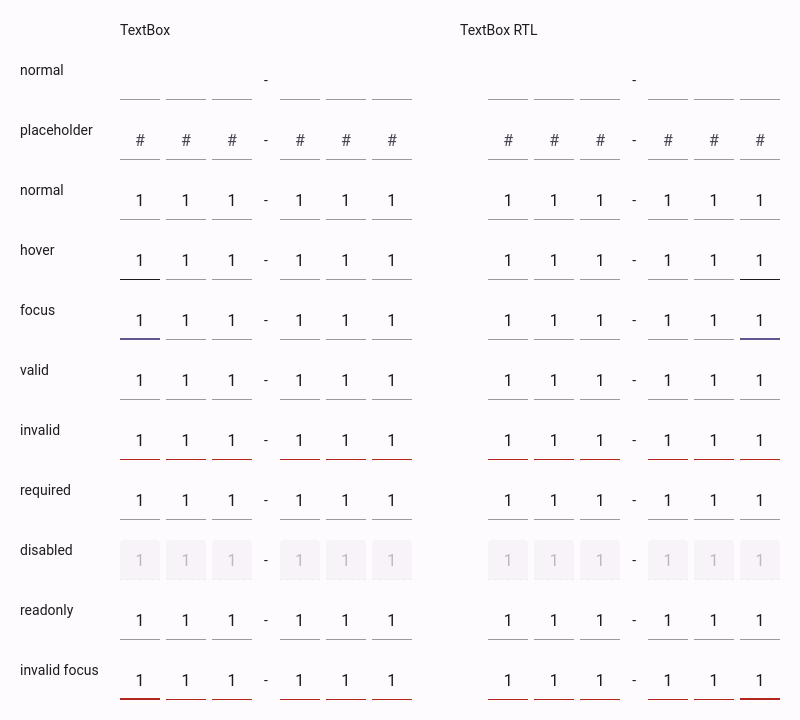 TextBox TextBox RTL
normal - -
placeholder # # # - # # # # # # - # # #
normal 1 1 1 - 1 1 1 1 1 1 - 1 1 1
hover 1 1 1 - 1 1 1 1 1 1 - 1 1 1
focus 1 1 1 - 1 1 1 1 1 1 - 1 1 1
valid 1 1 1 - 1 1 1 1 1 1 - 1 1 1
invalid 1 1 1 - 1 1 1 1 1 1 - 1 1 1
required 1 1 1 - 1 1 1 1 1 1 - 1 1 1
disabled 1 1 1 - 1 1 1 1 1 1 - 1 1 1
readonly 1 1 1 - 1 1 1 1 1 1 - 1 1 1
invalid focus 1 1 1 - 1 1 1 1 1 1 - 1 1 1